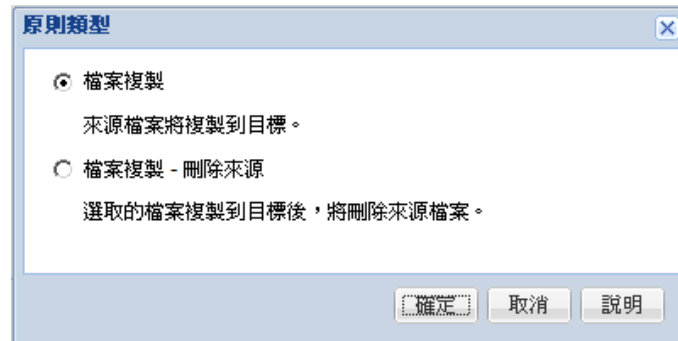 原則類型
檔案複製
來源檔案將複製到目標。
檔案複製 - 刪除來源
選取的檔案複製到目標後，將刪除來源檔案。
確定 取消 說明